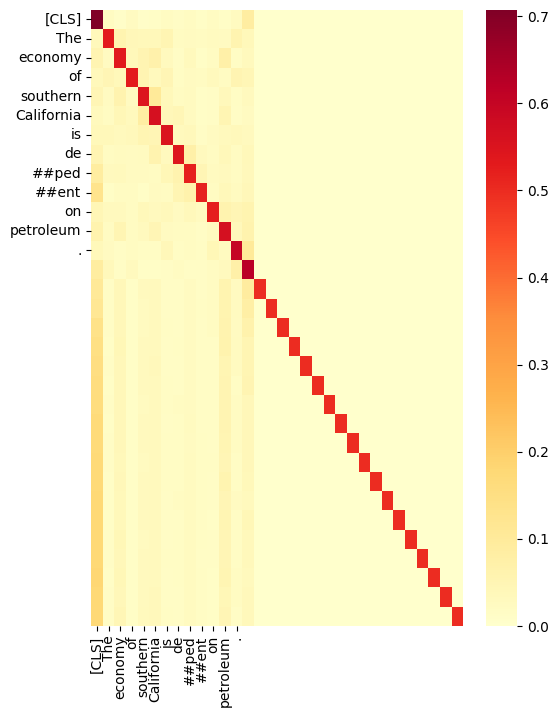 [CLS]
The
economy
of
southern
California
is
de
##ped
##ent
on
petroleum
.
0.7
0.6
0.5
0.4
0.3
0.2
0.1
0.0
[CLS]
The
economy
of
southern
California
is
de
##ped
##ent
on
petroleum
.